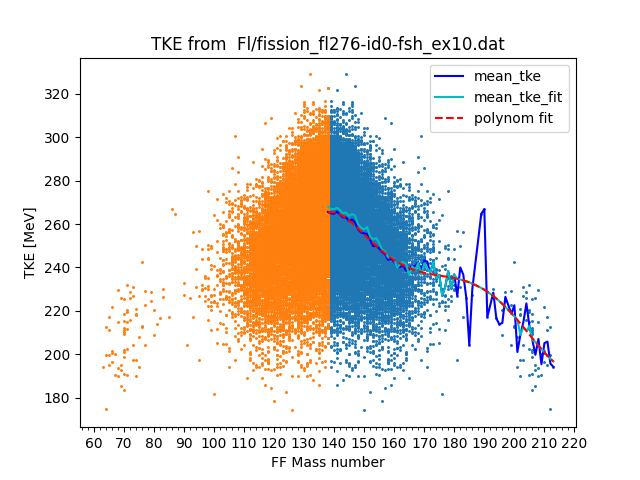 TKE from  Fl/fission_fl276-id0-fsh_ex10.dat
mean_tke
mean_tke_fit
polynom fit
TKE [MeV]
320
300
280
260
240
220
200
180
60 70 80 90 100 110 120 130 140 150 160 170 180 190 200 210 220
FF Mass number